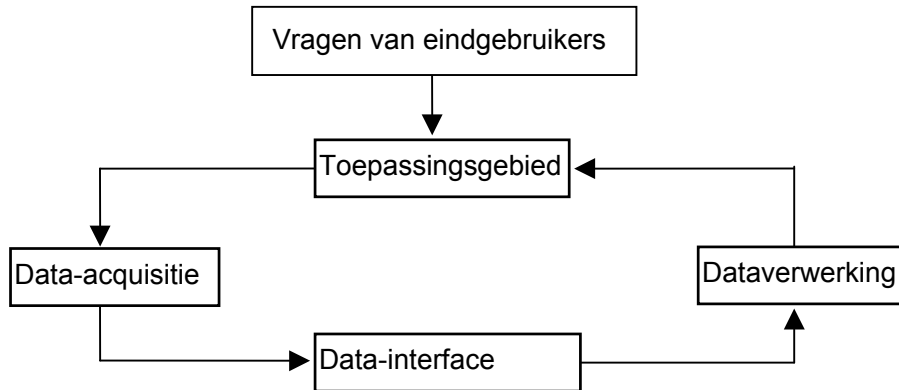 Vragen van eindgebruikers
Toepassingsgebied
Data-acquisitie
Dataverwerking
Data-interface